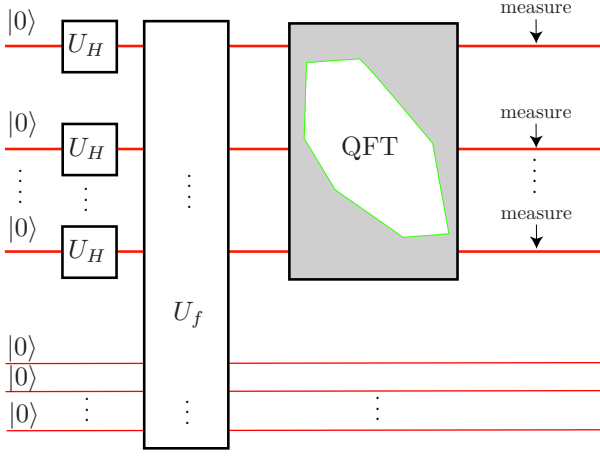 measure
|0⟩
U_H
|0⟩
measure
U_H
QFT
|0⟩
measure
U_H
U_f
|0⟩
|0⟩
|0⟩